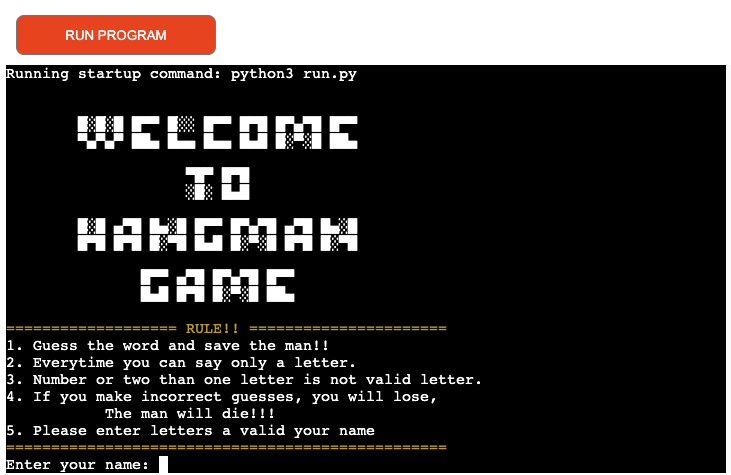 RUN PROGRAM
Running startup command: python3 run.py
WELCOME
TO
HANGMAN
GAME
=================== RULE!! ======================
1. Guess the word and save the man!!
2. Everytime you can say only a letter.
3. Number or two than one letter is not valid letter.
4. If you make incorrect guesses, you will lose,
The man will die!!!
5. Please enter letters a valid your name
=================================================
Enter your name: